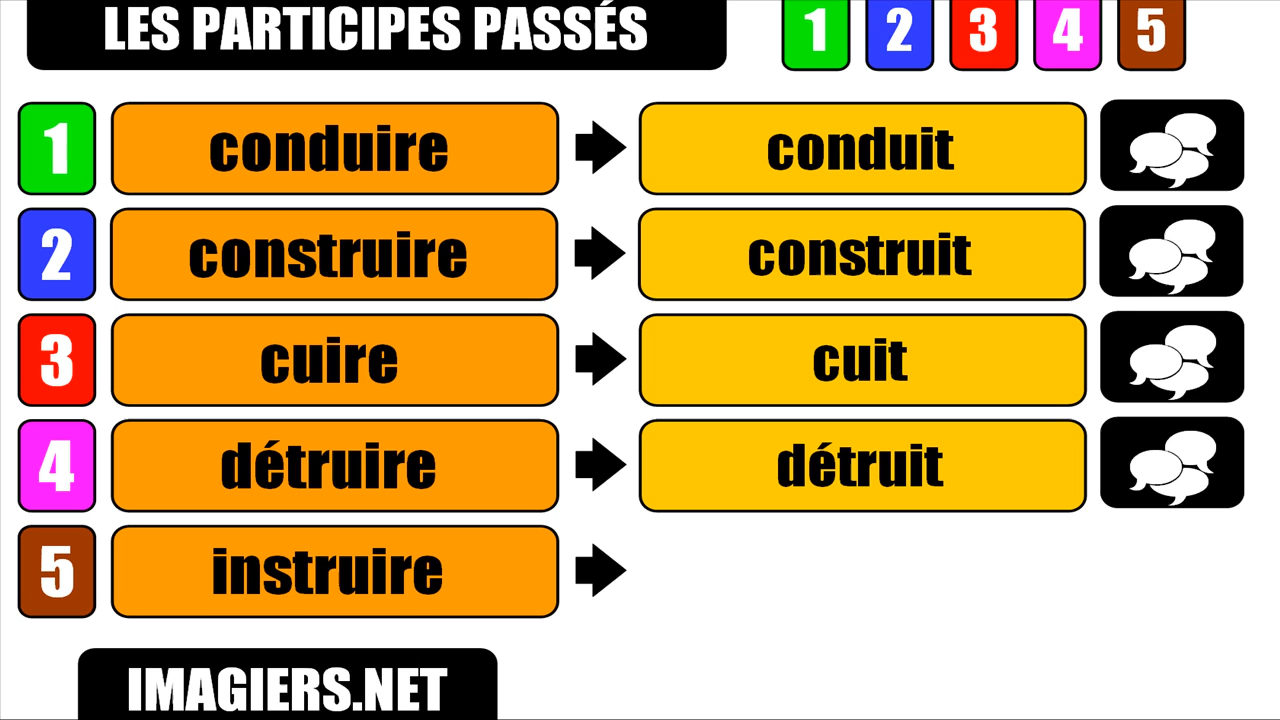 LES PARTICIPES PASSÉS 1 2 3 4 5
1 conduire conduit
2 construire construit
3 cuire cuit
4 détruire détruit
5 instruire
IMAGIERS.NET